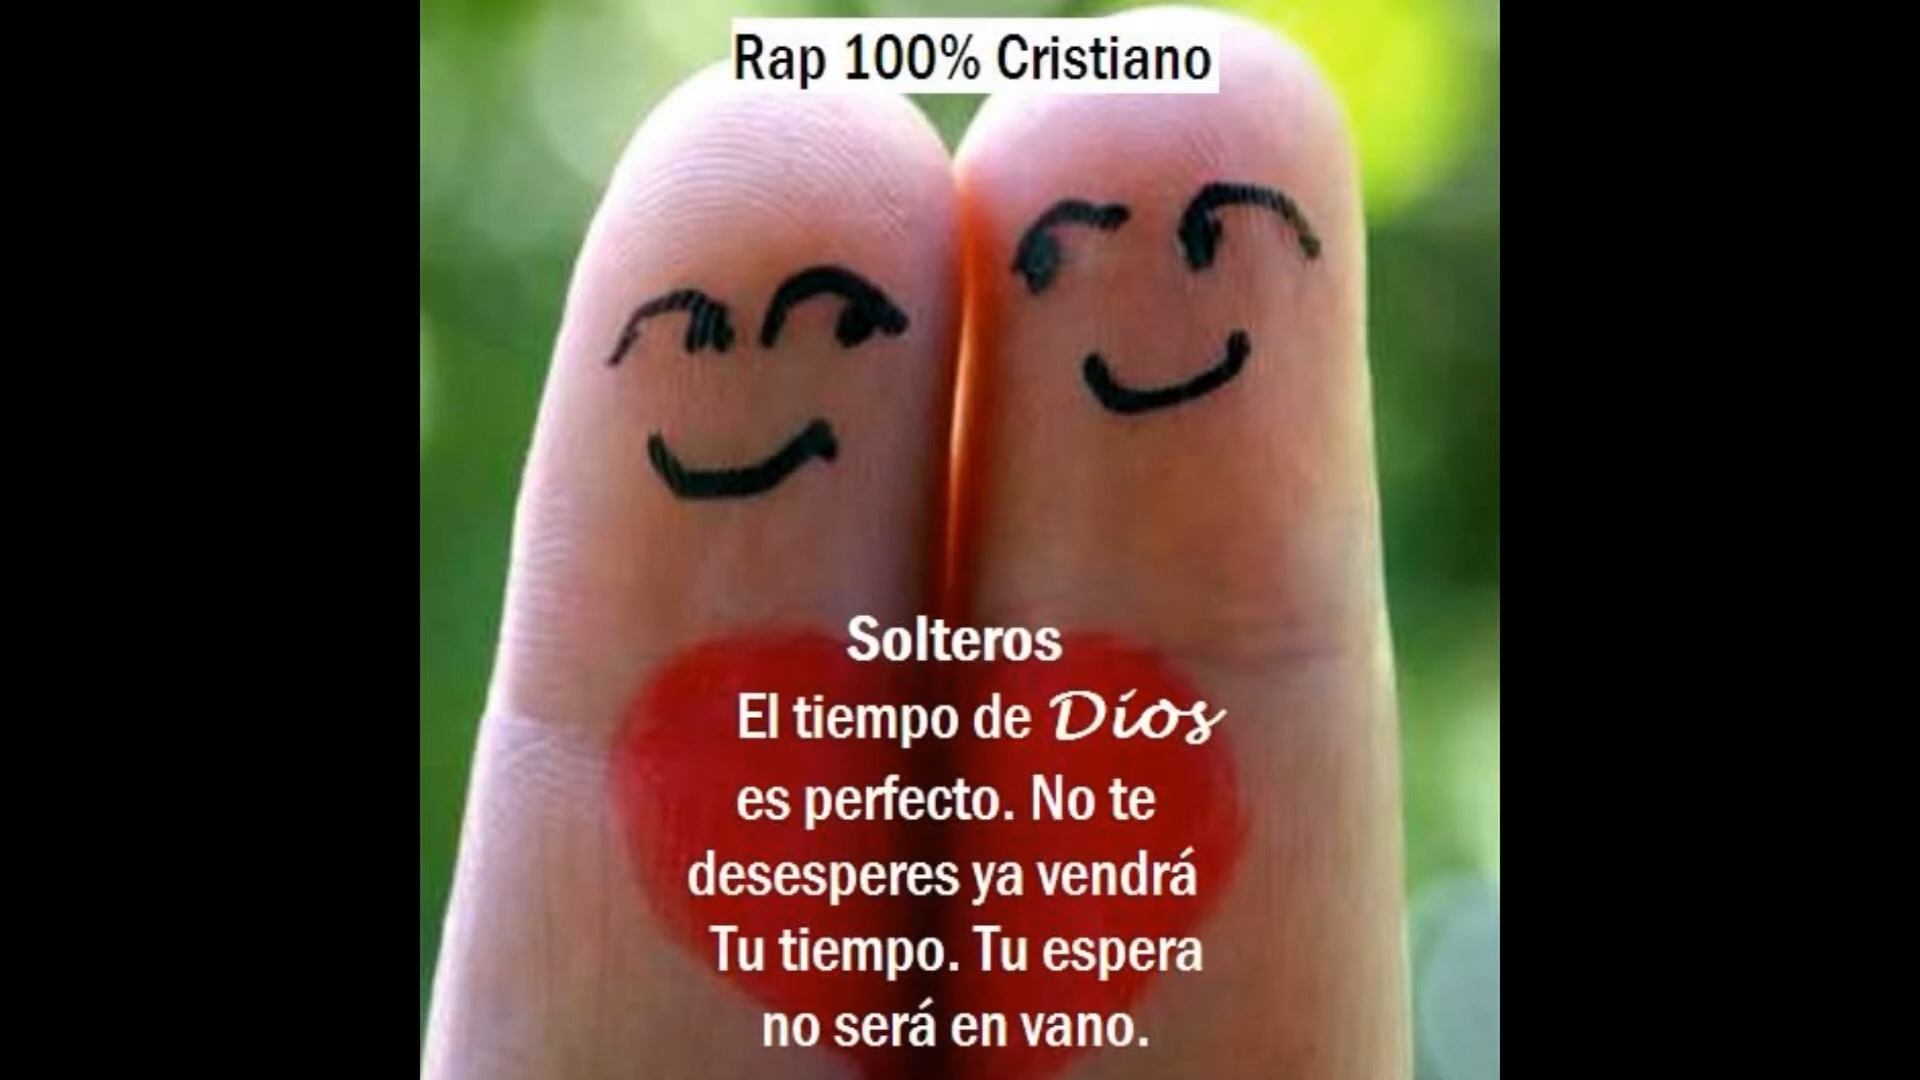 Rap 100% Cristiano
Solteros
El tiempo de Dios
es perfecto. No te
desesperes ya vendrá
Tu tiempo. Tu espera
no será en vano.